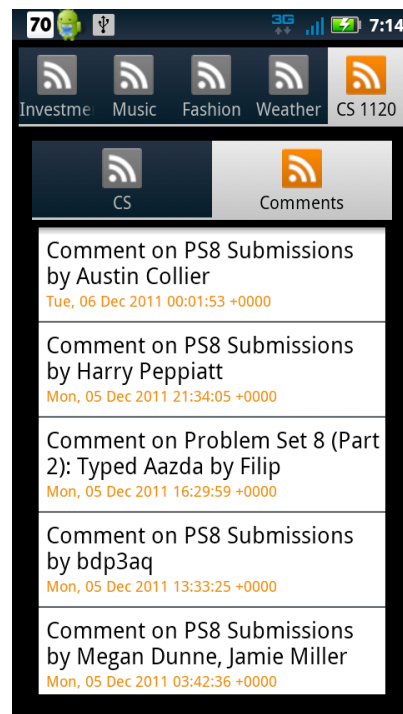 70 3G 7:14
Investme Music Fashion Weather CS 1120
CS Comments
Comment on PS8 Submissions
by Austin Collier
Tue, 06 Dec 2011 00:01:53 +0000
Comment on PS8 Submissions
by Harry Peppiatt
Mon, 05 Dec 2011 21:34:05 +0000
Comment on Problem Set 8 (Part
2): Typed Aazda by Filip
Mon, 05 Dec 2011 16:29:59 +0000
Comment on PS8 Submissions
by bdp3aq
Mon, 05 Dec 2011 13:33:25 +0000
Comment on PS8 Submissions
by Megan Dunne, Jamie Miller
Mon, 05 Dec 2011 03:42:36 +0000